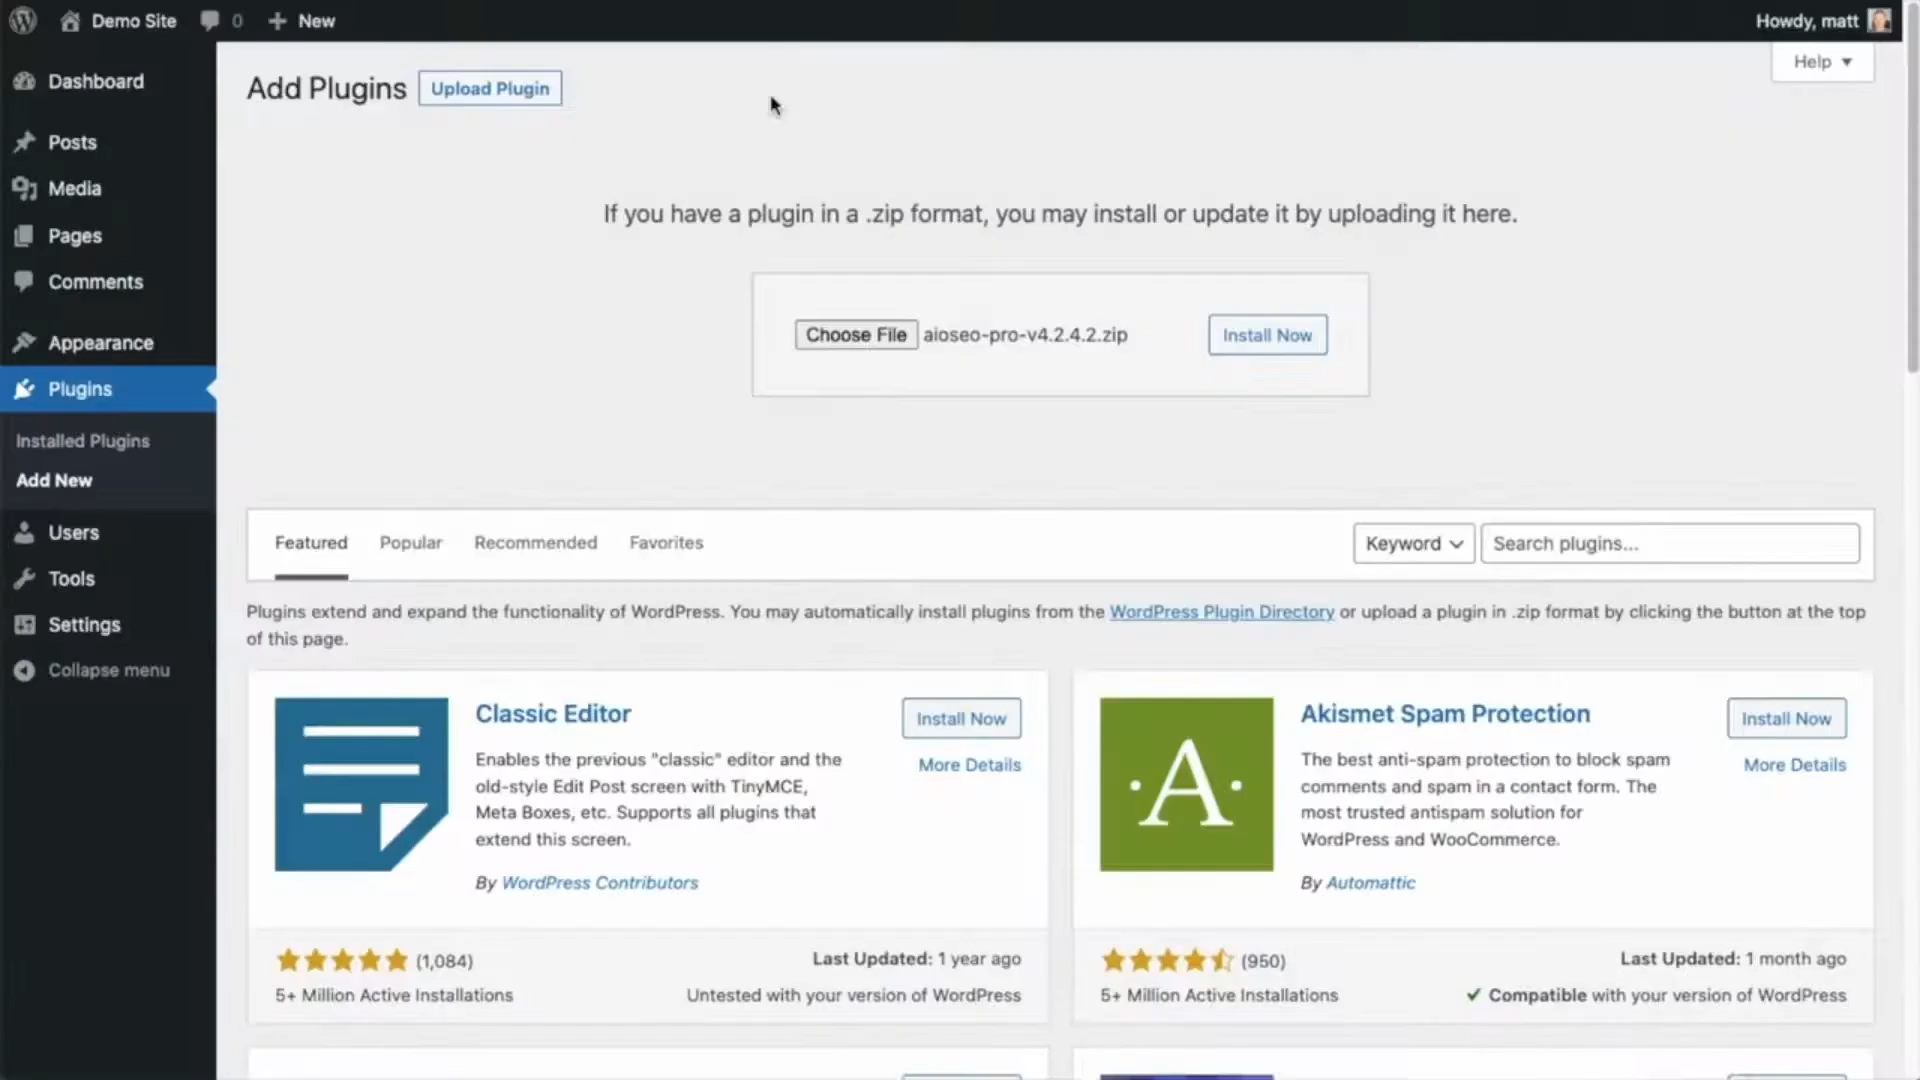 Demo Site
0
New
Howdy, matt
Dashboard
Posts
Media
Pages
Comments
Appearance
Plugins
Installed Plugins
Add New
Users
Tools
Settings
Collapse menu
Help
Add Plugins
Upload Plugin
If you have a plugin in a .zip format, you may install or update it by uploading it here.
Choose File aioseo-pro-v4.2.4.2.zip
Install Now
Featured
Popular
Recommended
Favorites
Keyword
Search plugins...
Plugins extend and expand the functionality of WordPress. You may automatically install plugins from the WordPress Plugin Directory or upload a plugin in .zip format by clicking the button at the top
of this page.
Classic Editor
Install Now
More Details
Enables the previous "classic" editor and the
old-style Edit Post screen with TinyMCE,
Meta Boxes, etc. Supports all plugins that
extend this screen.
By WordPress Contributors
(1,084)
Last Updated: 1 year ago
5+ Million Active Installations
Untested with your version of WordPress
A
Akismet Spam Protection
Install Now
More Details
The best anti-spam protection to block spam
comments and spam in a contact form. The
most trusted antispam solution for
WordPress and WooCommerce.
By Automattic
(950)
Last Updated: 1 month ago
5+ Million Active Installations
Compatible with your version of WordPress